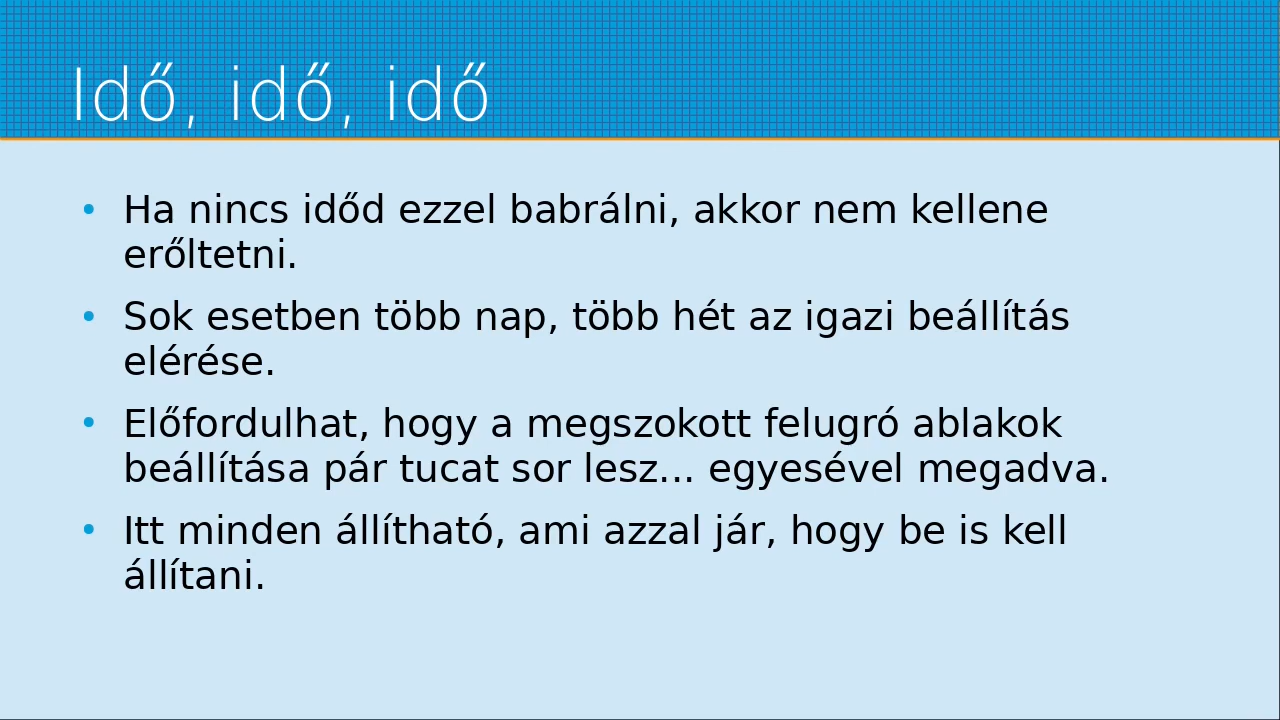 Idő, idő, idő
• Ha nincs időd ezzel babrálni, akkor nem kellene
erőltetni.
• Sok esetben több nap, több hét az igazi beállítás
elérése.
• Előfordulhat, hogy a megszokott felugró ablakok
beállítása pár tucat sor lesz... egyesével megadva.
• Itt minden állítható, ami azzal jár, hogy be is kell
állítani.